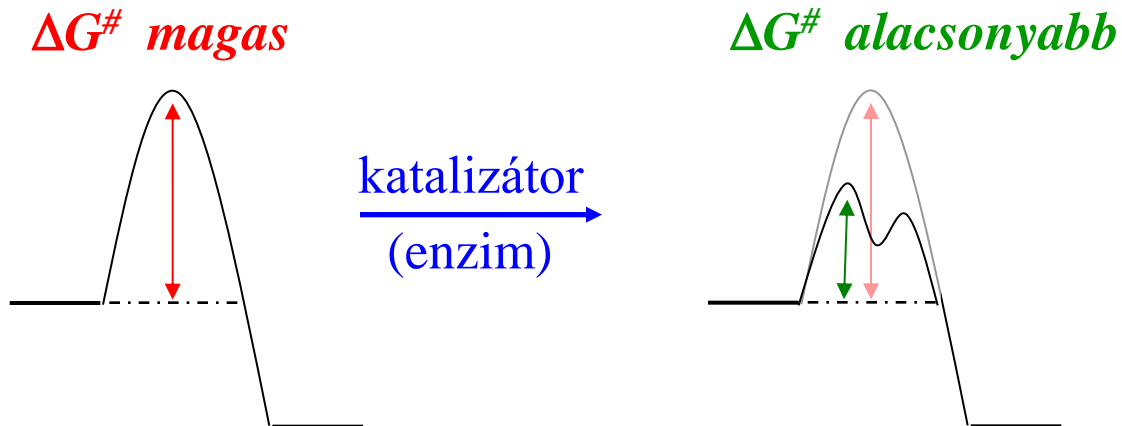 ΔG# magas
ΔG# alacsonyabb
katalizátor
(enzim)